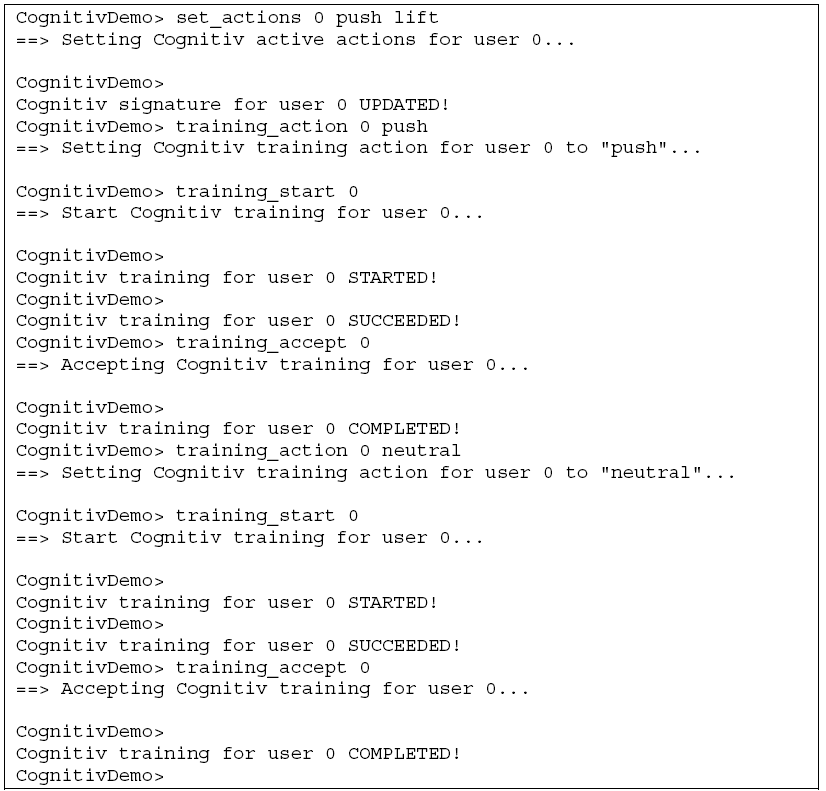 CognitivDemo> set_actions 0 push lift
==> Setting Cognitiv active actions for user 0...
CognitivDemo>
Cognitiv signature for user 0 UPDATED!
CognitivDemo> training_action 0 push
==> Setting Cognitiv training action for user 0 to "push"...
CognitivDemo> training_start 0
==> Start Cognitiv training for user 0...
CognitivDemo>
Cognitiv training for user 0 STARTED!
CognitivDemo>
Cognitiv training for user 0 SUCCEEDED!
CognitivDemo> training_accept 0
==> Accepting Cognitiv training for user 0...
CognitivDemo>
Cognitiv training for user 0 COMPLETED!
CognitivDemo> training_action 0 neutral
==> Setting Cognitiv training action for user 0 to "neutral"...
CognitivDemo> training_start 0
==> Start Cognitiv training for user 0...
CognitivDemo>
Cognitiv training for user 0 STARTED!
CognitivDemo>
Cognitiv training for user 0 SUCCEEDED!
CognitivDemo> training_accept 0
==> Accepting Cognitiv training for user 0...
CognitivDemo>
Cognitiv training for user 0 COMPLETED!
CognitivDemo>